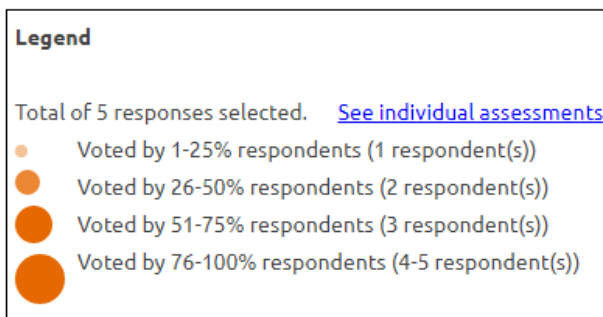 Legend
Total of 5 responses selected. See individual assessments
Voted by 1-25% respondents (1 respondent(s))
Voted by 26-50% respondents (2 respondent(s))
Voted by 51-75% respondents (3 respondent(s))
Voted by 76-100% respondents (4-5 respondent(s))